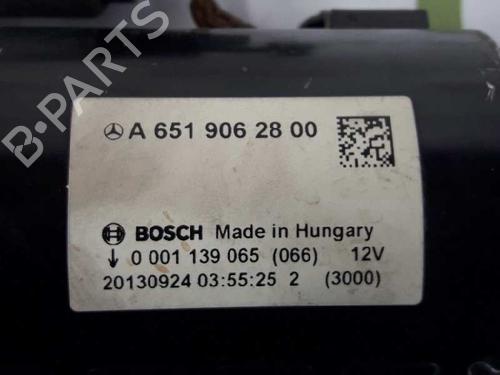 A 651 906 28 00
BOSCH Made in Hungary
↓ 0 001 139 065 (066) 12V
20130924 03:55:25 2 (3000)